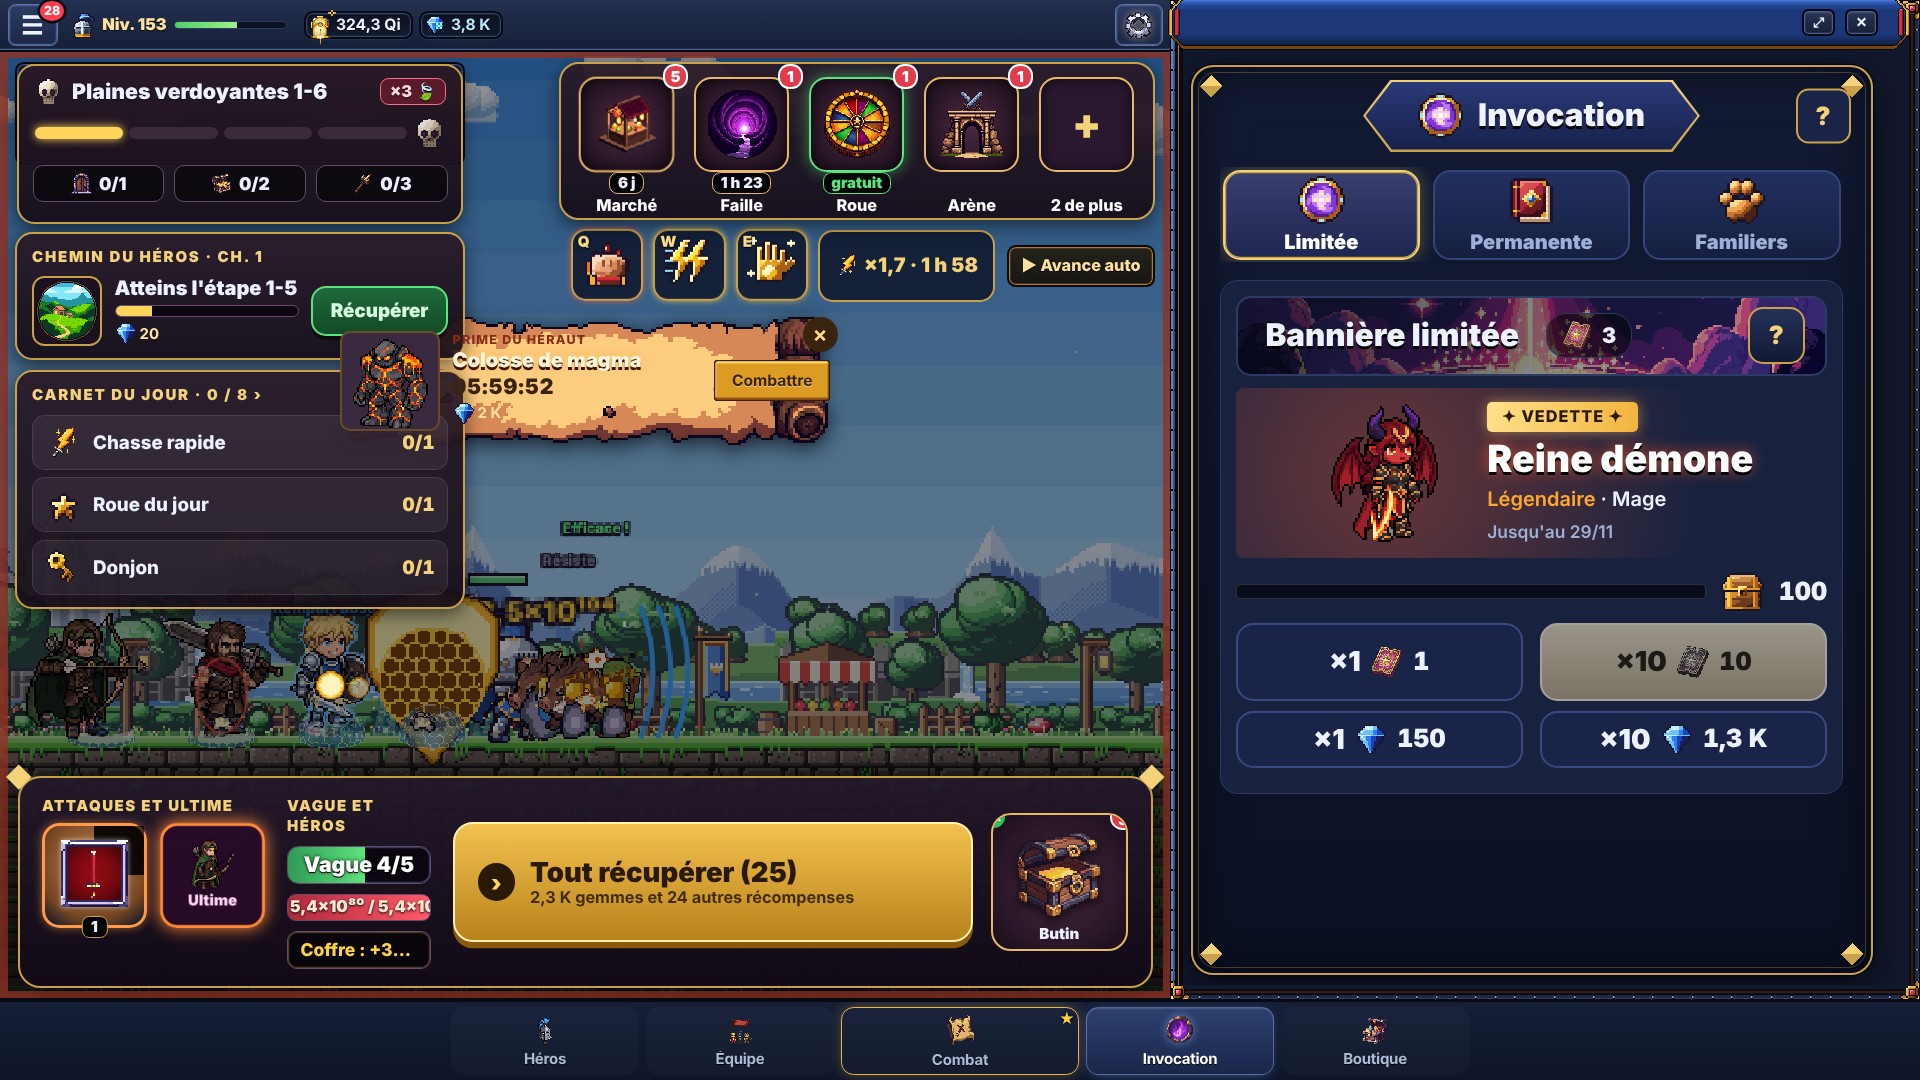 28
Niv. 153
324,3 Qi
3,8 K
Plaines verdoyantes 1-6
×3
0/1
0/2
0/3
CHEMIN DU HÉROS · CH. 1
Atteins l'étape 1-5
20
Récupérer
CARNET DU JOUR · 0 / 8 ›
Chasse rapide
0/1
Roue du jour
0/1
Donjon
0/1
5
6 j
Marché
1
1 h 23
Faille
1
gratuit
Roue
1
Arène
+
2 de plus
Q
W
E
×1,7 · 1 h 58
▶ Avance auto
PRIME DU HÉRAUT
Colosse de magma
05:59:52
2 K
Combattre
×
Efficace !
Résiste
ATTAQUES ET ULTIME
1
Ultime
VAGUE ET
HÉROS
Vague 4/5
5,4×10⁸⁰ / 5,4×10
Coffre : +3…
Tout récupérer (25)
2,3 K gemmes et 24 autres récompenses
Butin
Invocation
?
Limitée
Permanente
Familiers
Bannière limitée
3
?
✦ VEDETTE ✦
Reine démone
Légendaire · Mage
Jusqu'au 29/11
100
×1 1
×10 10
×1 150
×10 1,3 K
Héros
Équipe
Combat
Invocation
Boutique